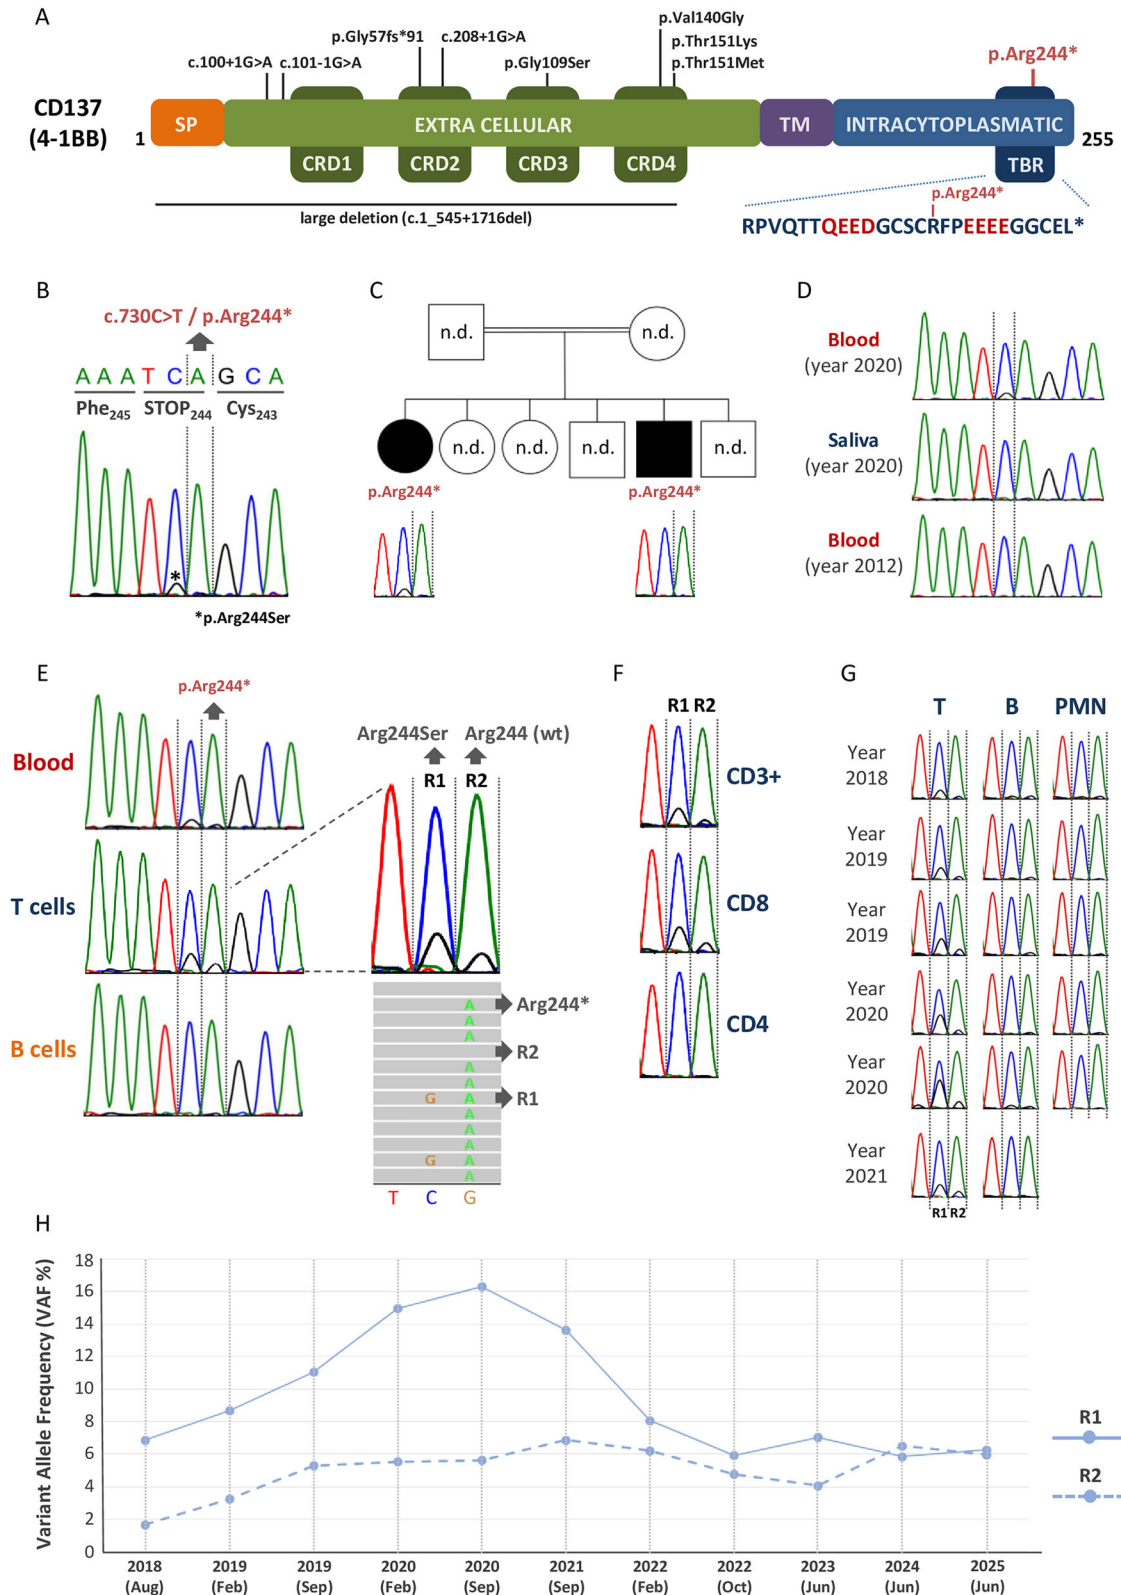 A
p.Val140Gly
p.Gly57fs*91
c.208+1G>A
p.Thr151Lys
c.100+1G>A
c.101-1G>A
p.Gly109Ser
p.Thr151Met
p.Arg244*
CD137
(4-1BB)
1
SP
EXTRA CELLULAR
TM
INTRACYTOPLASMATIC
255
CRD1
CRD2
CRD3
CRD4
TBR
large deletion (c.1_545+1716del)
p.Arg244*
RPVQTTQEEDGCSCRFPEEEEGGCEL*
B
c.730C>T / p.Arg244*
A A A T C A G C A
Phe245 STOP244 Cys243
*
*p.Arg244Ser
C
n.d.
n.d.
n.d.
n.d.
n.d.
n.d.
p.Arg244*
p.Arg244*
D
Blood
(year 2020)
Saliva
(year 2020)
Blood
(year 2012)
E
p.Arg244*
Blood
T cells
B cells
Arg244Ser
Arg244 (wt)
R1
R2
A
Arg244*
A
A
R2
A
A
G A
R1
A
A
A
G A
A
T C G
F
R1 R2
CD3+
CD8
CD4
G
T B PMN
Year
2018
Year
2019
Year
2019
Year
2020
Year
2020
Year
2021
R1 R2
H
Variant Allele Frequency (VAF %)
18
16
14
12
10
8
6
4
2
0
2018
(Aug)
2019
(Feb)
2019
(Sep)
2020
(Feb)
2020
(Sep)
2021
(Sep)
2022
(Feb)
2022
(Oct)
2023
(Jun)
2024
(Jun)
2025
(Jun)
R1
R2